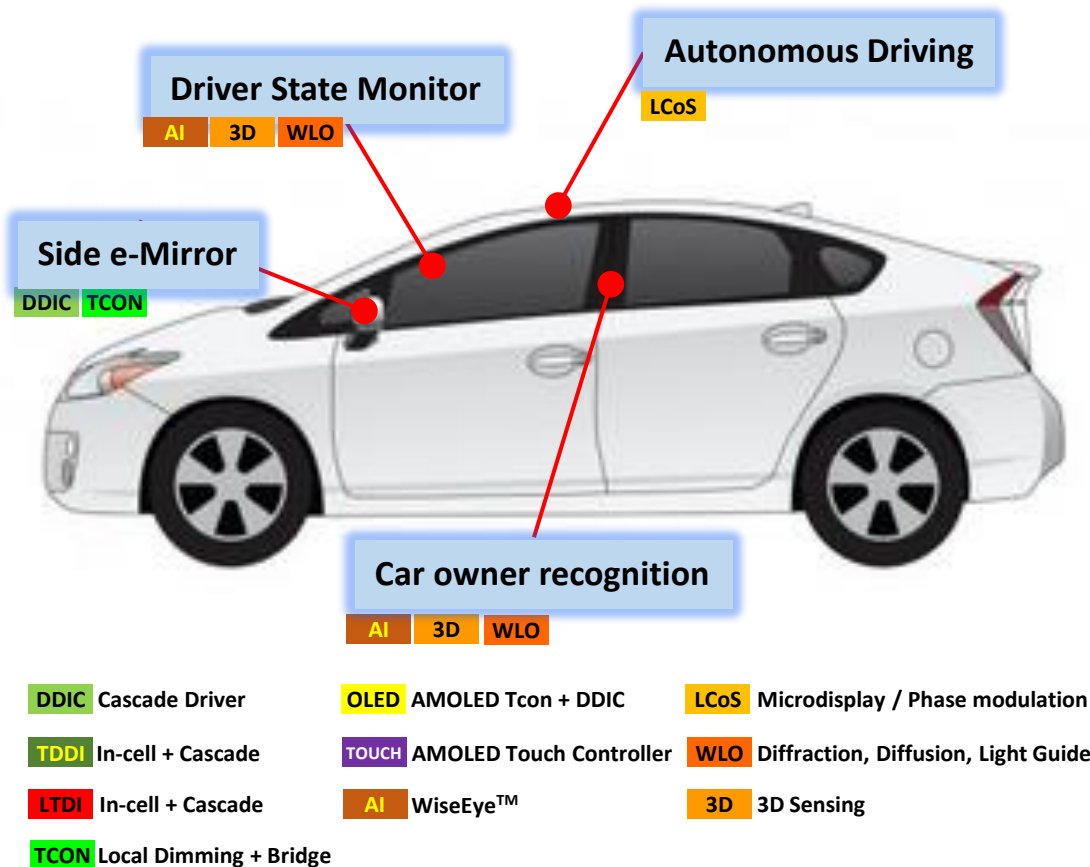 Autonomous Driving
LCoS
Driver State Monitor
AI 3D WLO
Side e-Mirror
DDIC TCON
Car owner recognition
AI 3D WLO
DDIC Cascade Driver
OLED AMOLED Tcon + DDIC
LCoS Microdisplay / Phase modulation
TDDI In-cell + Cascade
TOUCH AMOLED Touch Controller
WLO Diffraction, Diffusion, Light Guide
LTDI In-cell + Cascade
AI WiseEye™
3D 3D Sensing
TCON Local Dimming + Bridge